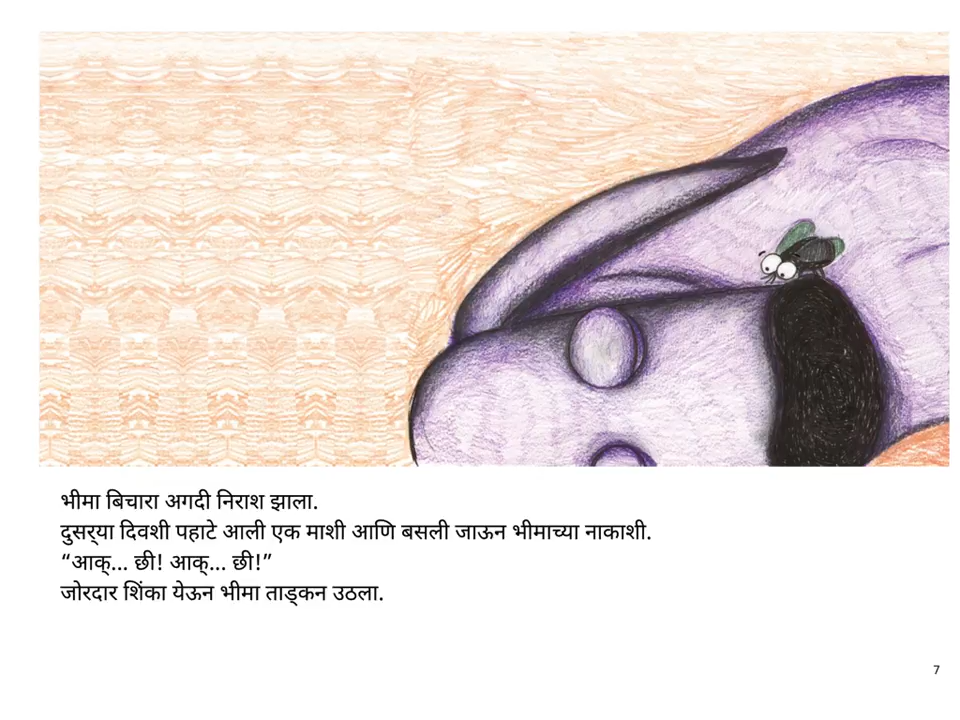 भीमा बिचारा अगदी निराश झाला.
दुसऱ्या दिवशी पहाटे आली एक माशी आणि बसली जाऊन भीमाच्या नाकाशी.
“आक्... छी! आक्... छी!”
जोरदार शिंका येऊन भीमा ताड्कन उठला.
7